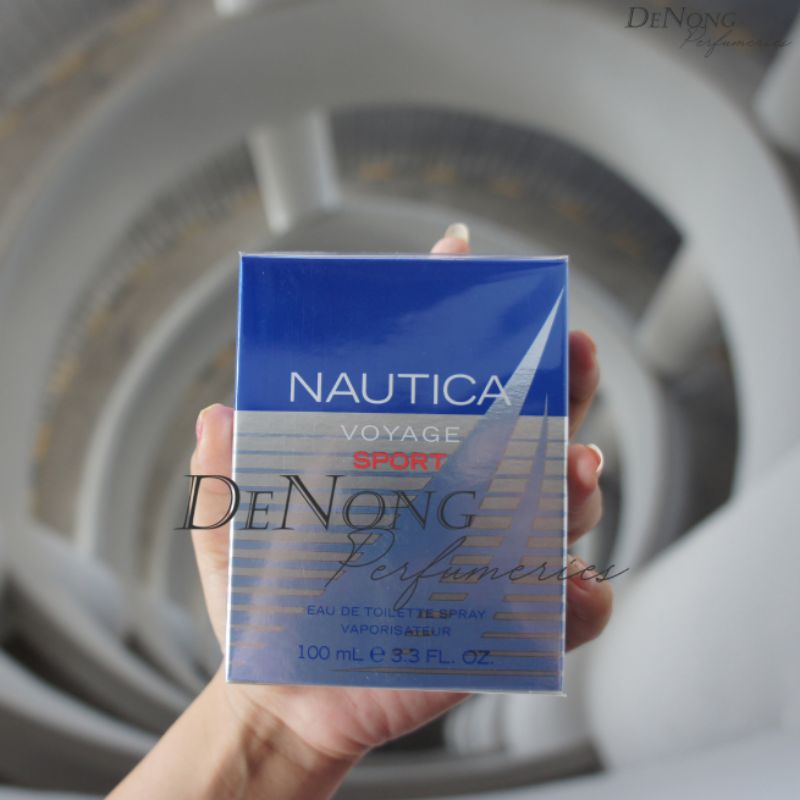 DeNong
Perfumeries
NAUTICA
VOYAGE
SPORT
DeNong
Perfumeries
EAU DE TOILETTE SPRAY
VAPORISATEUR
100 mL e 3.3 FL. OZ.